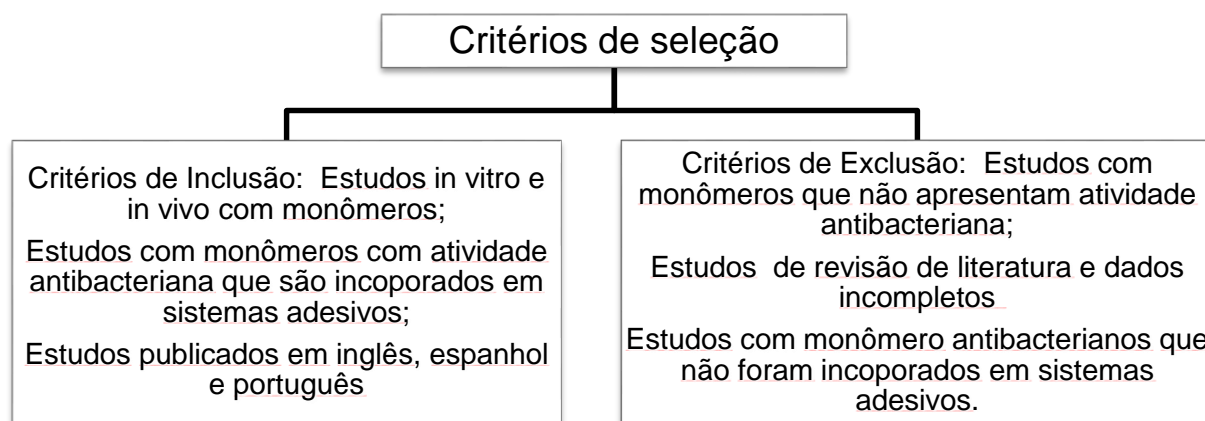 Critérios de seleção
Critérios de Inclusão: Estudos in vitro e
in vivo com monômeros;
Estudos com monômeros com atividade
antibacteriana que são incoporados em
sistemas adesivos;
Estudos publicados em inglês, espanhol
e português
Critérios de Exclusão: Estudos com
monômeros que não apresentam atividade
antibacteriana;
Estudos de revisão de literatura e dados
incompletos
Estudos com monômero antibacterianos que
não foram incoporados em sistemas
adesivos.